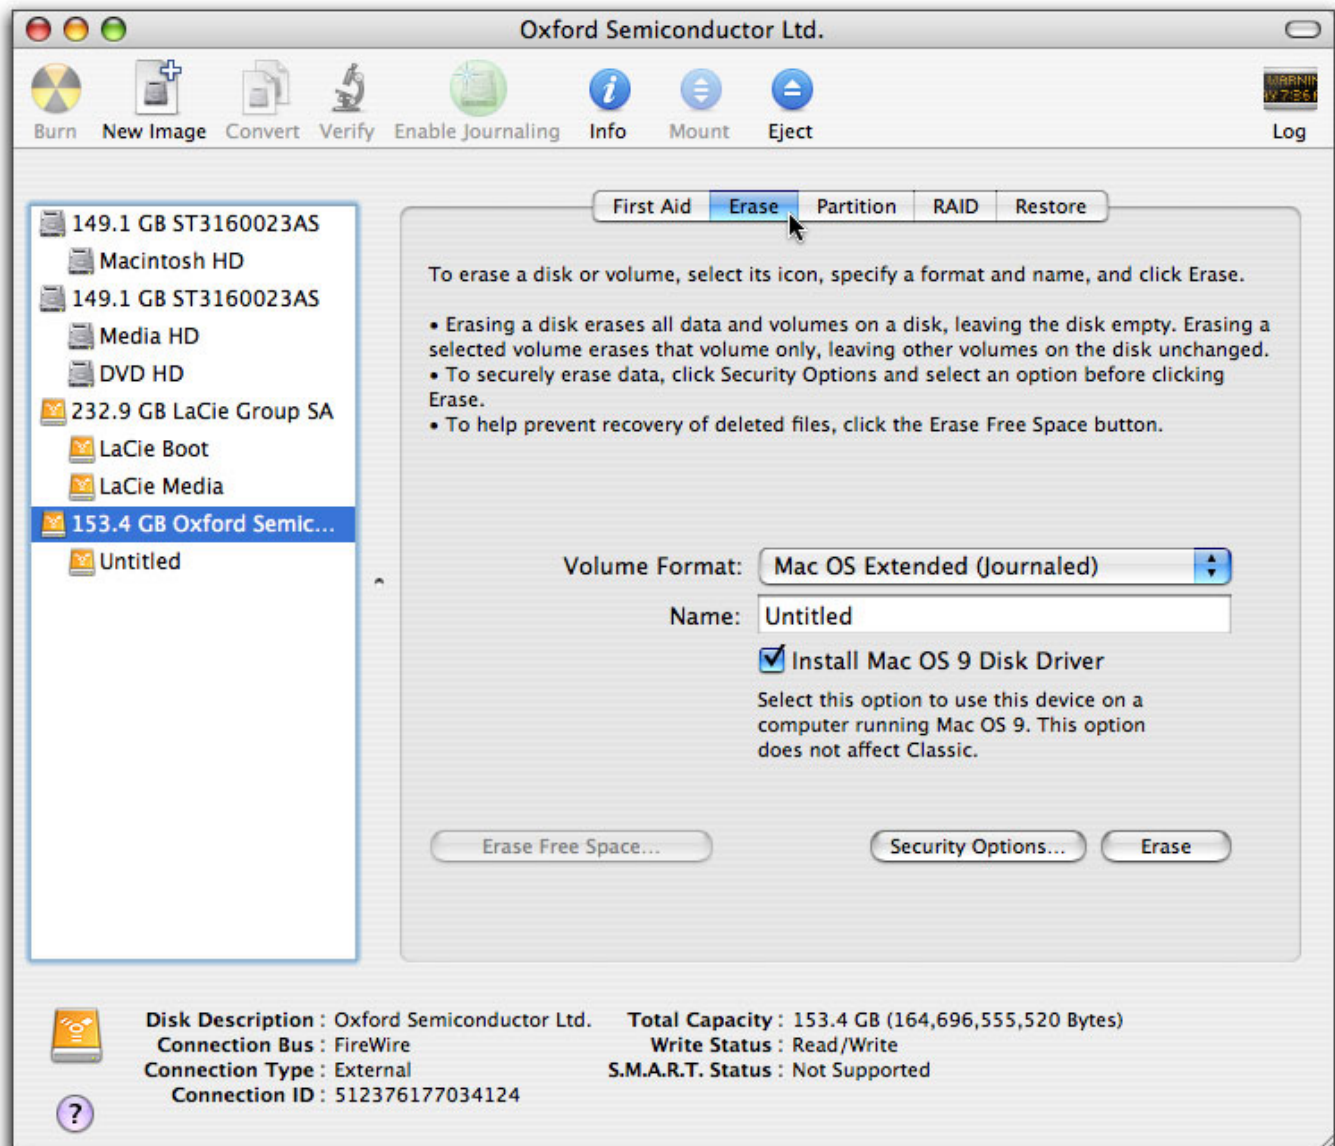 Oxford Semiconductor Ltd.
Burn New Image Convert Verify Enable Journaling Info Mount Eject Log
149.1 GB ST3160023AS
Macintosh HD
149.1 GB ST3160023AS
Media HD
DVD HD
232.9 GB LaCie Group SA
LaCie Boot
LaCie Media
153.4 GB Oxford Semic...
Untitled
First Aid Erase Partition RAID Restore
To erase a disk or volume, select its icon, specify a format and name, and click Erase.
• Erasing a disk erases all data and volumes on a disk, leaving the disk empty. Erasing a
selected volume erases that volume only, leaving other volumes on the disk unchanged.
• To securely erase data, click Security Options and select an option before clicking
Erase.
• To help prevent recovery of deleted files, click the Erase Free Space button.
Volume Format: Mac OS Extended (Journaled)
Name: Untitled
Install Mac OS 9 Disk Driver
Select this option to use this device on a
computer running Mac OS 9. This option
does not affect Classic.
Erase Free Space... Security Options... Erase
Disk Description : Oxford Semiconductor Ltd. Total Capacity : 153.4 GB (164,696,555,520 Bytes)
Connection Bus : FireWire Write Status : Read/Write
Connection Type : External S.M.A.R.T. Status : Not Supported
Connection ID : 512376177034124
?